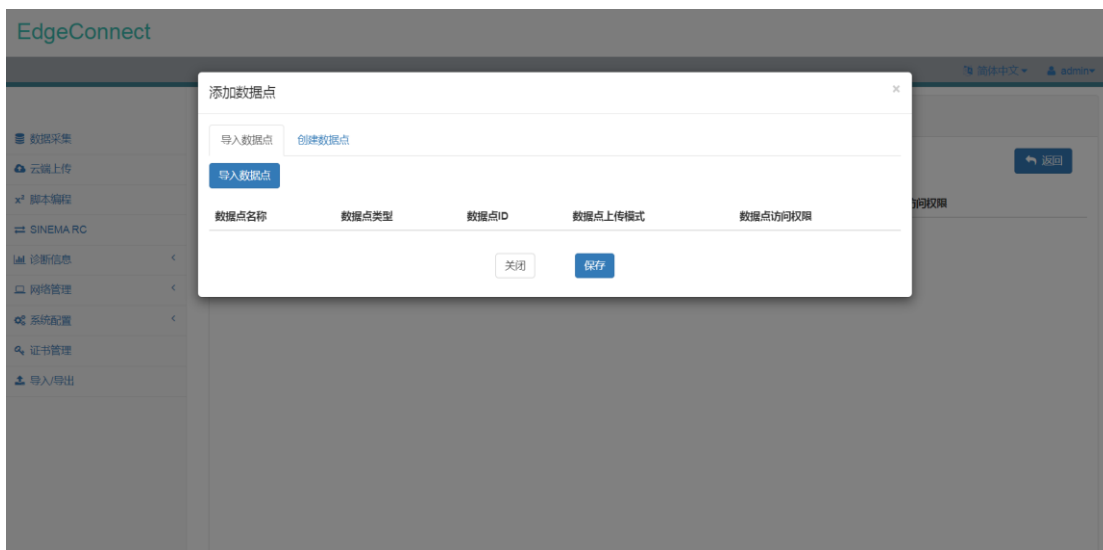 EdgeConnect
简体中文 admin
添加数据点 ×
导入数据点 创建数据点
导入数据点
数据点名称 数据点类型 数据点ID 数据点上传模式 数据点访问权限
关闭 保存
返回
问权限
数据采集
云端上传
x² 脚本编程
SINEMA RC
诊断信息
网络管理
系统配置
证书管理
导入/导出